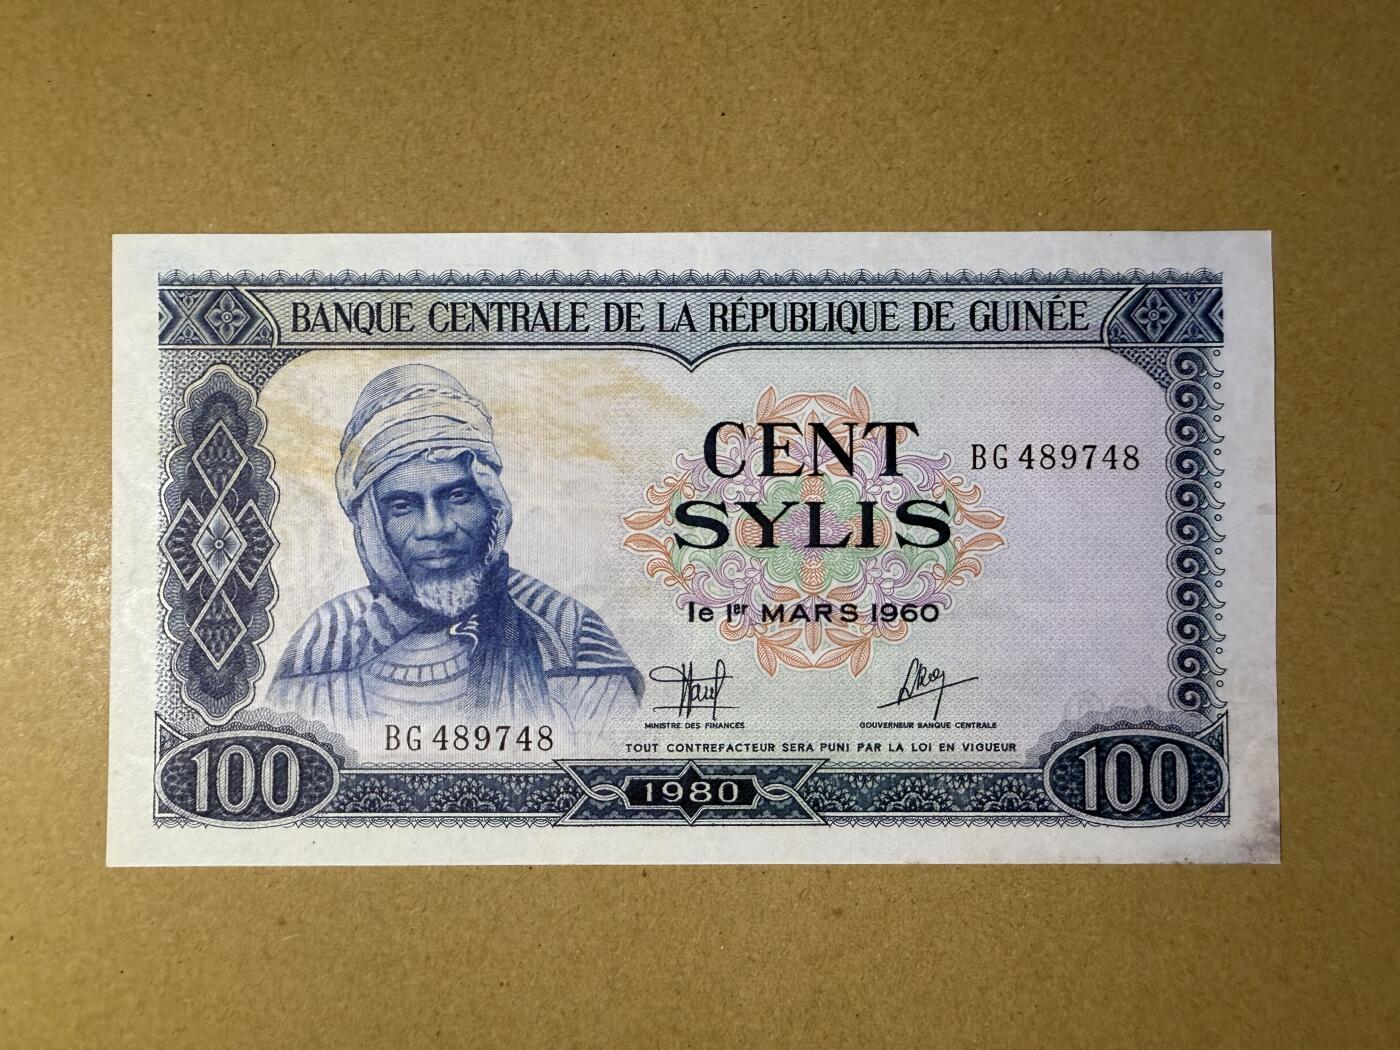 BANQUE CENTRALE DE LA RÉPUBLIQUE DE GUINÉE
CENT
SYLIS
BG 489748
le 1er MARS 1960
MINISTRE DES FINANCES
GOUVERNEUR BANQUE CENTRALE
BG 489748
TOUT CONTREFACTEUR SERA PUNI PAR LA LOI EN VIGUEUR
100
1980
100